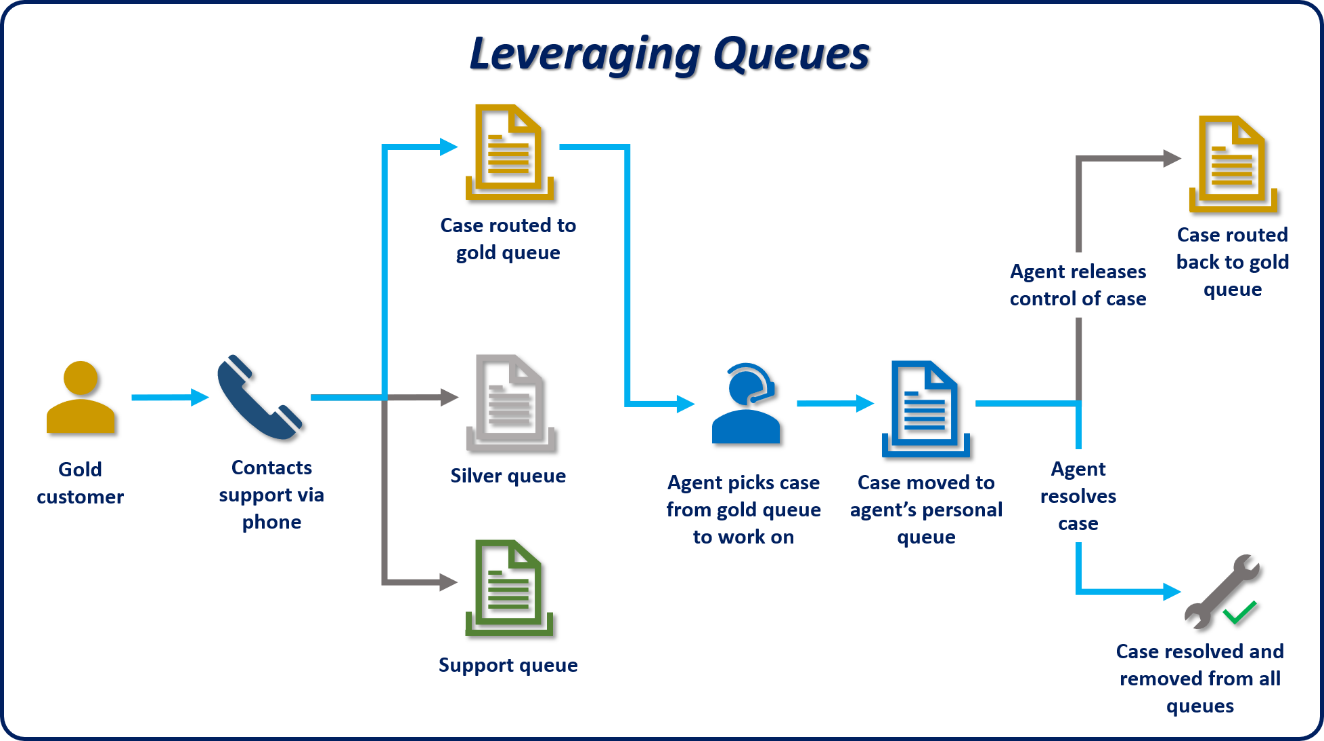 Leveraging Queues
Case routed to
gold queue
Case routed
back to gold
queue
Agent releases
control of case
Gold
customer
Contacts
support via
phone
Silver queue
Agent picks case
from gold queue
to work on
Case moved to
agent's personal
queue
Agent
resolves
case
Support queue
Case resolved and
removed from all
queues